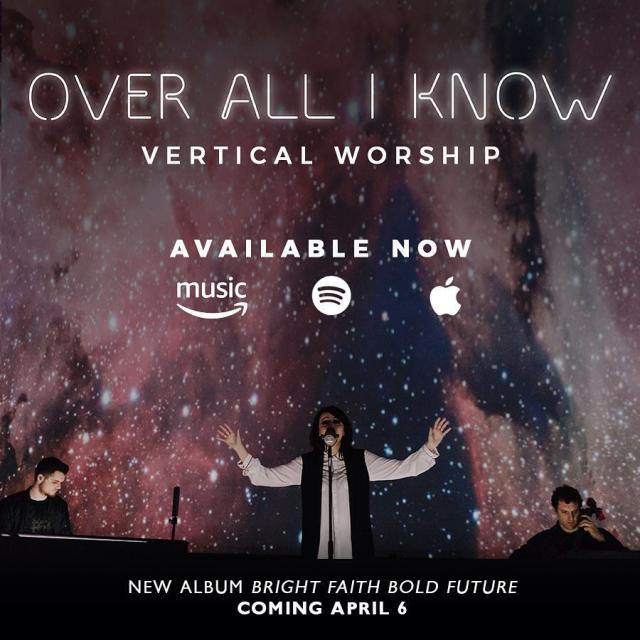 OVER ALL I KNOW
VERTICAL WORSHIP
AVAILABLE NOW
music
NEW ALBUM BRIGHT FAITH BOLD FUTURE
COMING APRIL 6